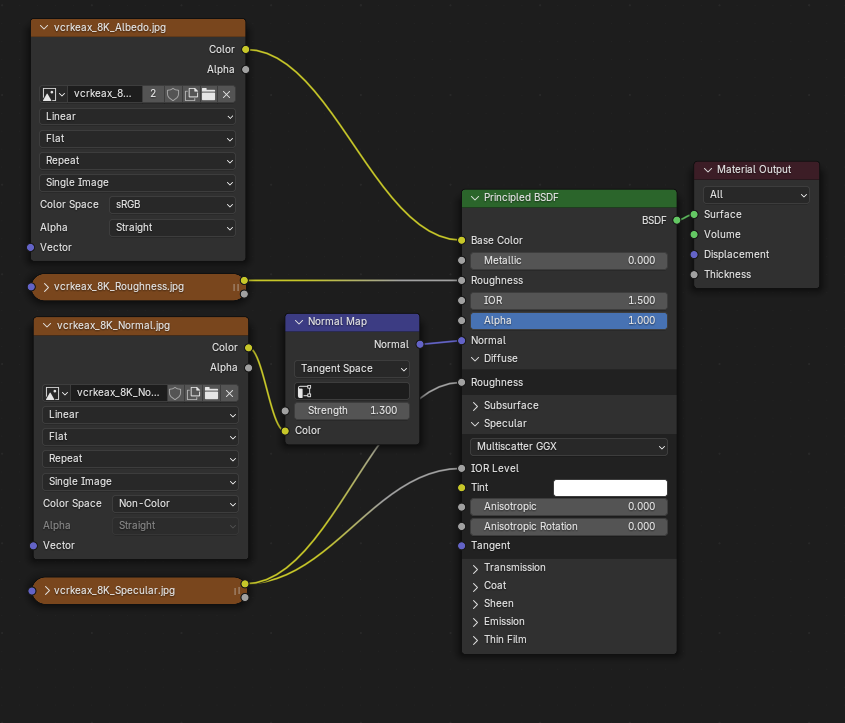 vcrkeax_8K_Albedo.jpg
Color
Alpha
vcrkeax_8...
2
Linear
Flat
Repeat
Single Image
Color Space sRGB
Alpha Straight
Vector
vcrkeax_8K_Roughness.jpg
vcrkeax_8K_Normal.jpg
Color
Alpha
vcrkeax_8K_No...
Linear
Flat
Repeat
Single Image
Color Space Non-Color
Alpha Straight
Vector
vcrkeax_8K_Specular.jpg
Normal Map
Normal
Tangent Space
Strength 1.300
Color
Principled BSDF
BSDF
Base Color
Metallic 0.000
Roughness
IOR 1.500
Alpha 1.000
Normal
Diffuse
Roughness
Subsurface
Specular
Multiscatter GGX
IOR Level
Tint
Anisotropic 0.000
Anisotropic Rotation 0.000
Tangent
Transmission
Coat
Sheen
Emission
Thin Film
Material Output
All
Surface
Volume
Displacement
Thickness